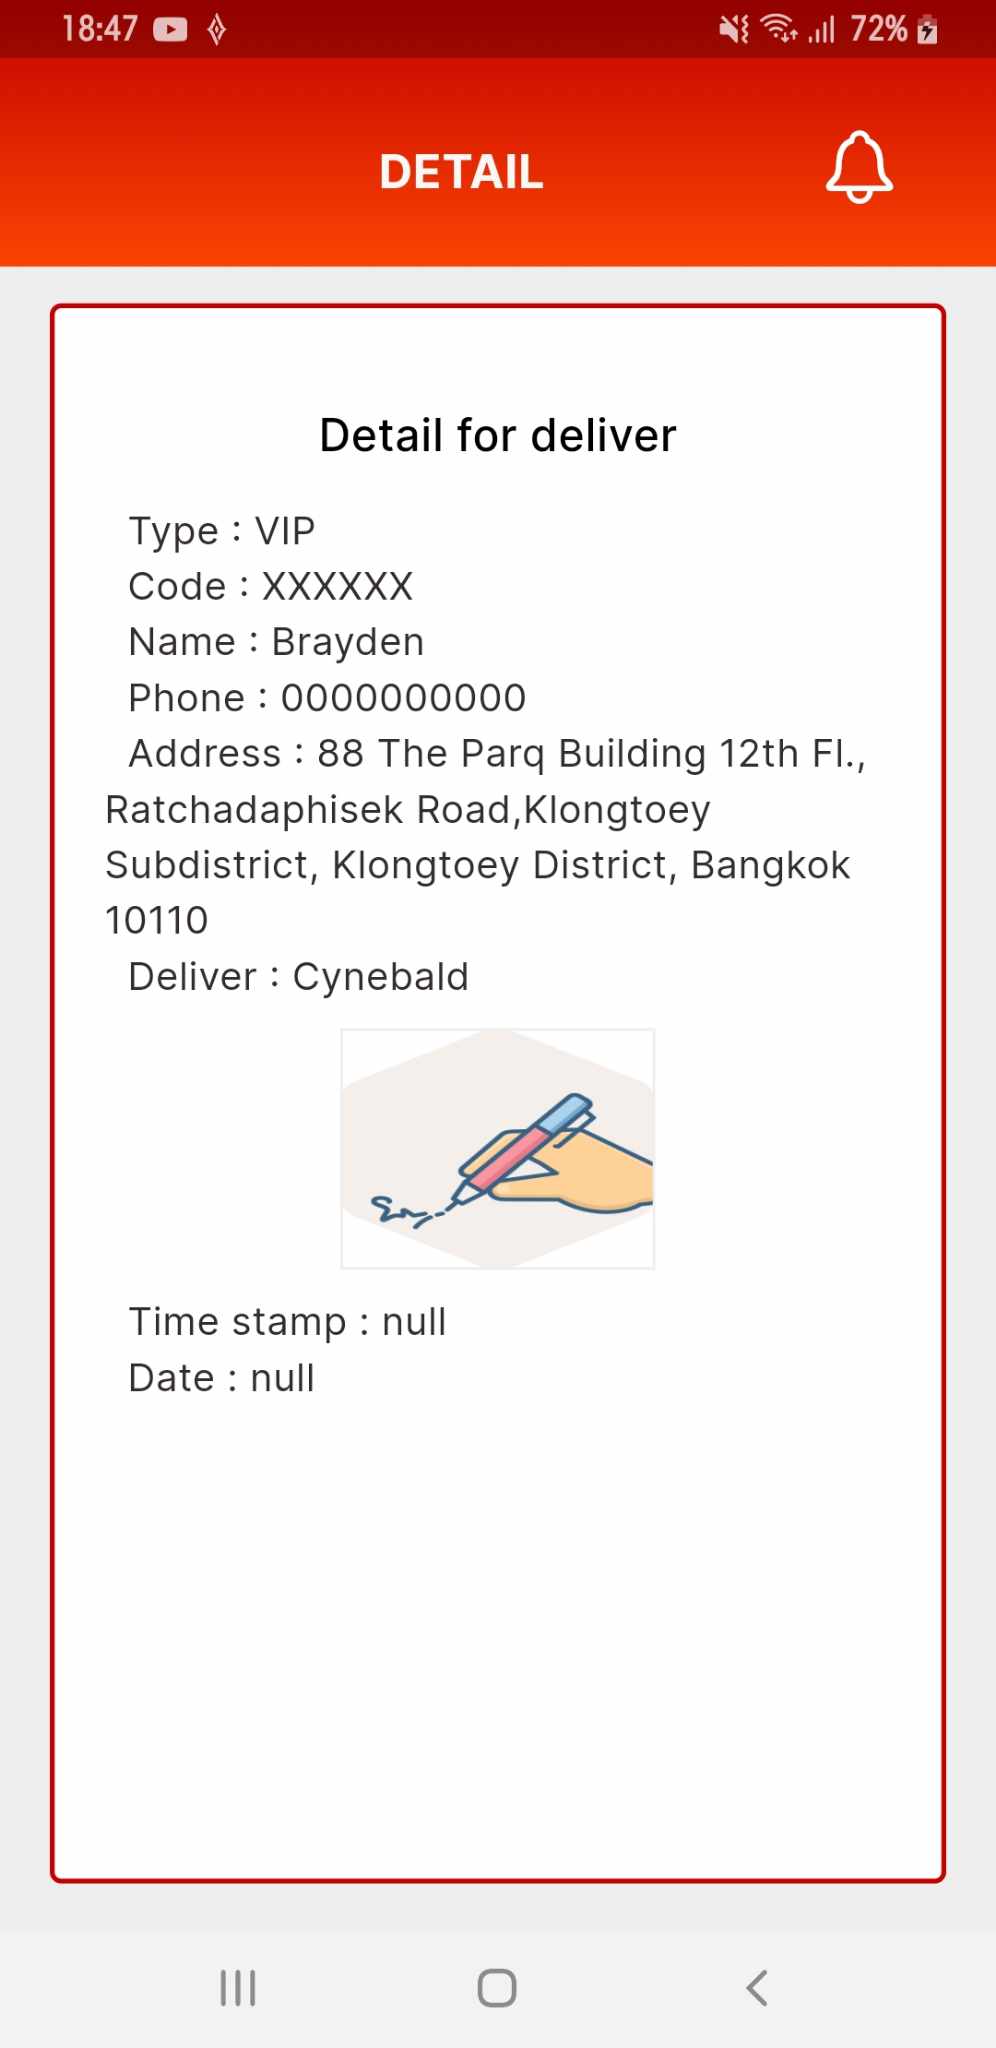 18:47 72%
DETAIL
Detail for deliver
Type : VIP
Code : XXXXXX
Name : Brayden
Phone : 0000000000
Address : 88 The Parq Building 12th Fl.,
Ratchadaphisek Road,Klongtoey
Subdistrict, Klongtoey District, Bangkok
10110
Deliver : Cynebald
Time stamp : null
Date : null